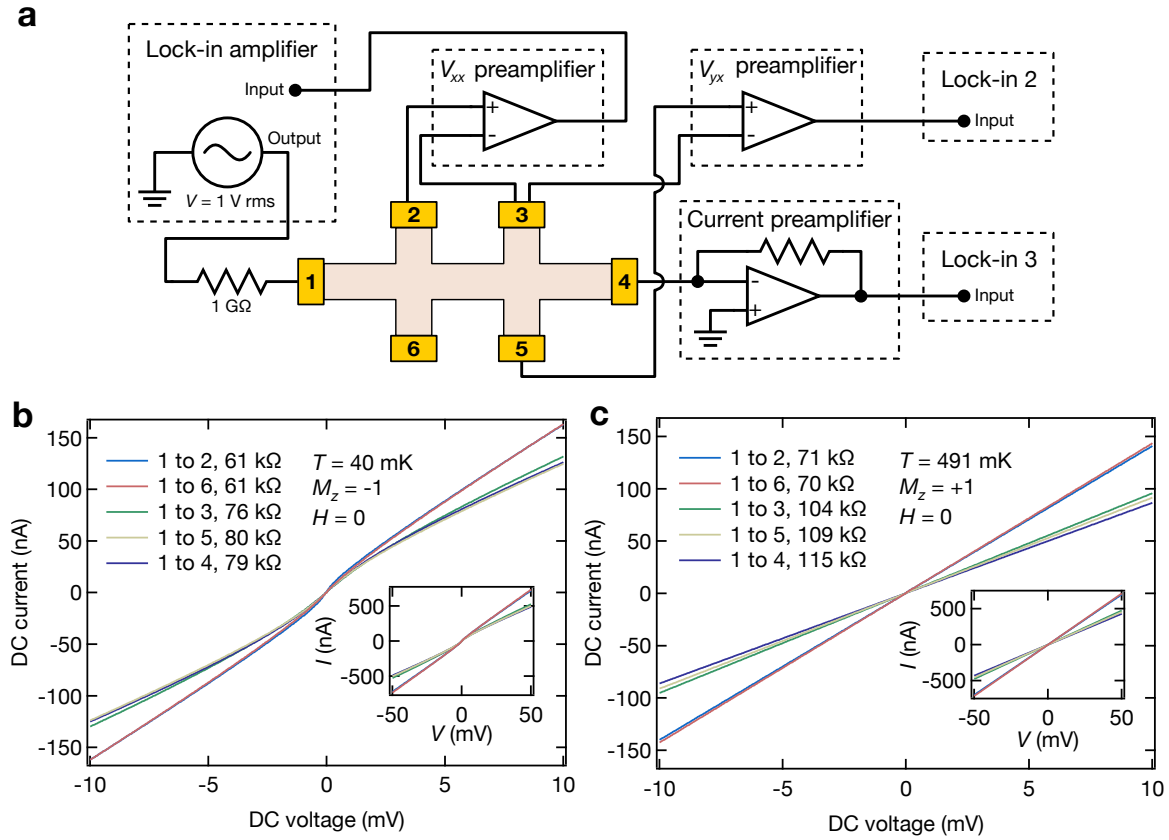 a
Lock-in amplifier
Input
Output
V = 1 V rms
1 GΩ
Vxx preamplifier
+
-
Vyx preamplifier
+
-
Lock-in 2
Input
Current preamplifier
-
+
Lock-in 3
Input
1
2
3
4
5
6
b
DC current (nA)
150
100
50
0
-50
-100
-150
1 to 2, 61 kΩ
1 to 6, 61 kΩ
1 to 3, 76 kΩ
1 to 5, 80 kΩ
1 to 4, 79 kΩ
T = 40 mK
Mz = -1
H = 0
I (nA)
500
0
-500
-50
0
50
V (mV)
-10
-5
0
5
10
DC voltage (mV)
c
DC current (nA)
150
100
50
0
-50
-100
-150
1 to 2, 71 kΩ
1 to 6, 70 kΩ
1 to 3, 104 kΩ
1 to 5, 109 kΩ
1 to 4, 115 kΩ
T = 491 mK
Mz = +1
H = 0
I (nA)
500
0
-500
-50
0
50
V (mV)
-10
-5
0
5
10
DC voltage (mV)